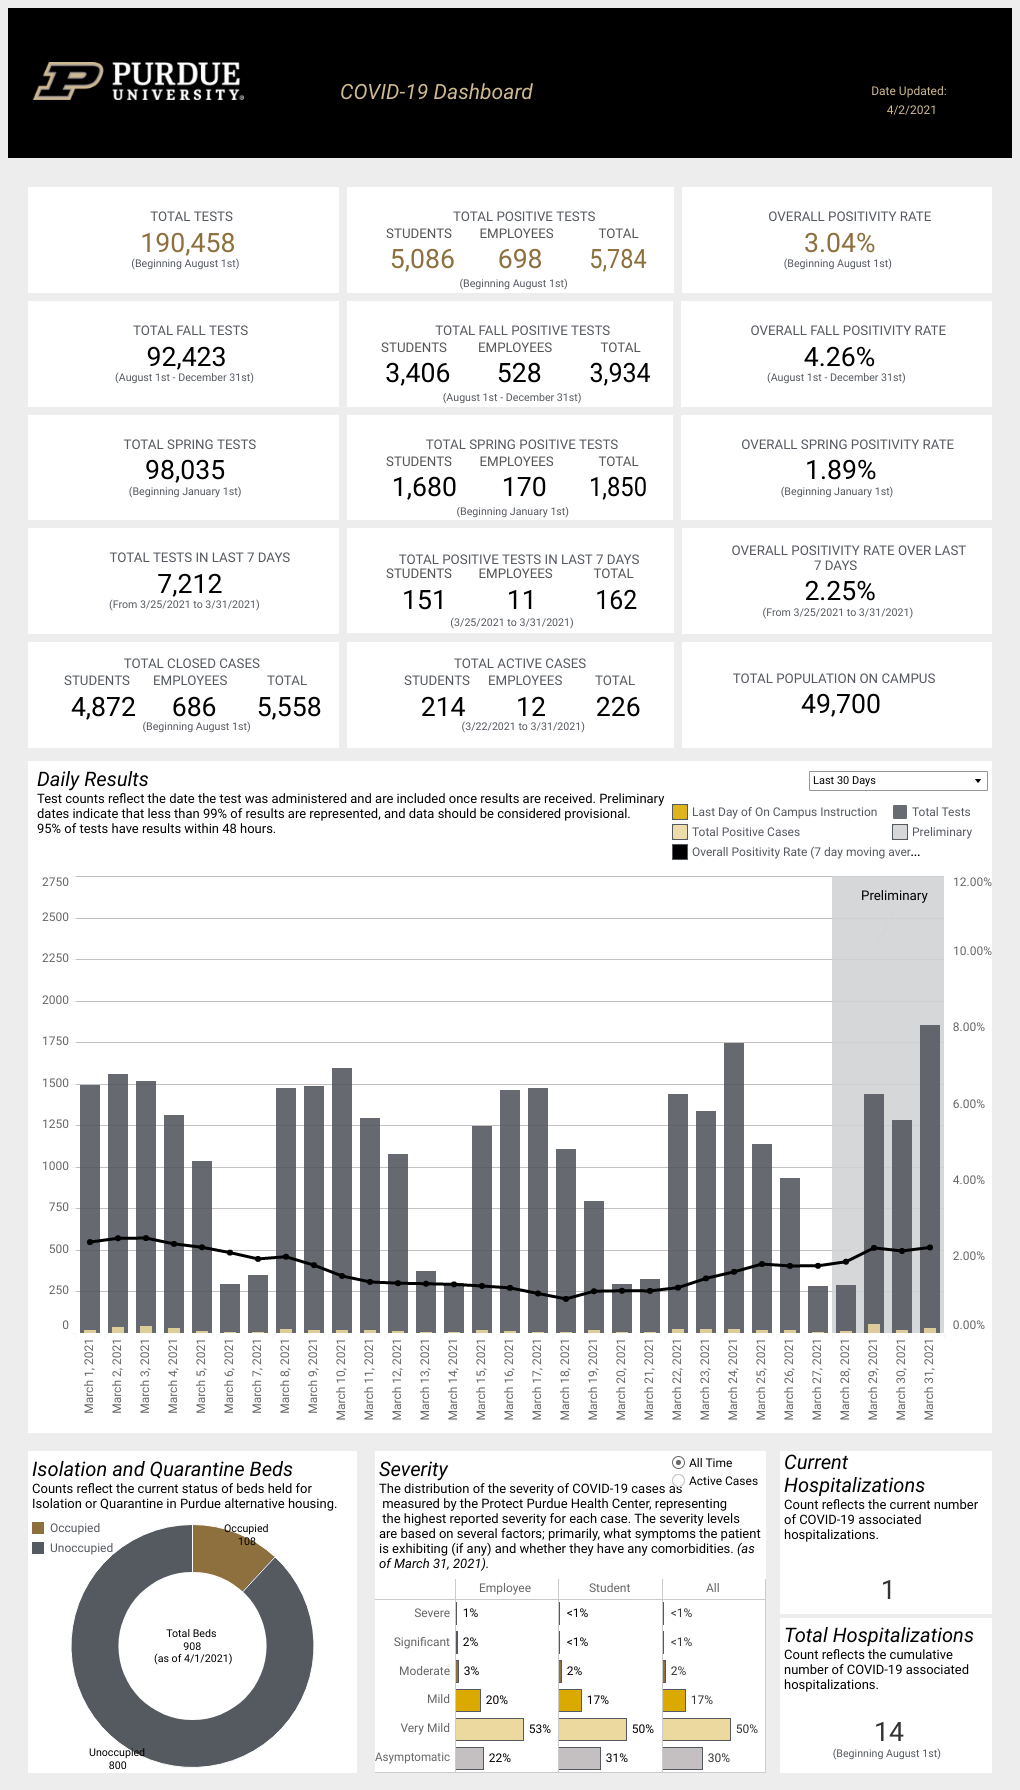 PURDUE
UNIVERSITY®
COVID-19 Dashboard
Date Updated:
4/2/2021
TOTAL TESTS
190,458
(Beginning August 1st)
TOTAL POSITIVE TESTS
STUDENTS EMPLOYEES TOTAL
5,086 698 5,784
(Beginning August 1st)
OVERALL POSITIVITY RATE
3.04%
(Beginning August 1st)
TOTAL FALL TESTS
92,423
(August 1st - December 31st)
TOTAL FALL POSITIVE TESTS
STUDENTS EMPLOYEES TOTAL
3,406 528 3,934
(August 1st - December 31st)
OVERALL FALL POSITIVITY RATE
4.26%
(August 1st - December 31st)
TOTAL SPRING TESTS
98,035
(Beginning January 1st)
TOTAL SPRING POSITIVE TESTS
STUDENTS EMPLOYEES TOTAL
1,680 170 1,850
(Beginning January 1st)
OVERALL SPRING POSITIVITY RATE
1.89%
(Beginning January 1st)
TOTAL TESTS IN LAST 7 DAYS
7,212
(From 3/25/2021 to 3/31/2021)
TOTAL POSITIVE TESTS IN LAST 7 DAYS
STUDENTS EMPLOYEES TOTAL
151 11 162
(3/25/2021 to 3/31/2021)
OVERALL POSITIVITY RATE OVER LAST
7 DAYS
2.25%
(From 3/25/2021 to 3/31/2021)
TOTAL CLOSED CASES
STUDENTS EMPLOYEES TOTAL
4,872 686 5,558
(Beginning August 1st)
TOTAL ACTIVE CASES
STUDENTS EMPLOYEES TOTAL
214 12 226
(3/22/2021 to 3/31/2021)
TOTAL POPULATION ON CAMPUS
49,700
Daily Results
Test counts reflect the date the test was administered and are included once results are received. Preliminary
dates indicate that less than 99% of results are represented, and data should be considered provisional.
95% of tests have results within 48 hours.
Last 30 Days
Last Day of On Campus Instruction Total Tests
Total Positive Cases Preliminary
Overall Positivity Rate (7 day moving aver...
Preliminary
2750 12.00%
2500
2250 10.00%
2000
1750 8.00%
1500
1250 6.00%
1000
750 4.00%
500
250 2.00%
0 0.00%
March 1, 2021
March 2, 2021
March 3, 2021
March 4, 2021
March 5, 2021
March 6, 2021
March 7, 2021
March 8, 2021
March 9, 2021
March 10, 2021
March 11, 2021
March 12, 2021
March 13, 2021
March 14, 2021
March 15, 2021
March 16, 2021
March 17, 2021
March 18, 2021
March 19, 2021
March 20, 2021
March 21, 2021
March 22, 2021
March 23, 2021
March 24, 2021
March 25, 2021
March 26, 2021
March 27, 2021
March 28, 2021
March 29, 2021
March 30, 2021
March 31, 2021
Isolation and Quarantine Beds
Counts reflect the current status of beds held for
Isolation or Quarantine in Purdue alternative housing.
Occupied
Unoccupied
Occupied
108
Total Beds
908
(as of 4/1/2021)
Unoccupied
800
Severity
All Time
Active Cases
The distribution of the severity of COVID-19 cases as
measured by the Protect Purdue Health Center, representing
the highest reported severity for each case. The severity levels
are based on several factors; primarily, what symptoms the patient
is exhibiting (if any) and whether they have any comorbidities. (as
of March 31, 2021).
Employee Student All
Severe 1% <1% <1%
Significant 2% <1% <1%
Moderate 3% 2% 2%
Mild 20% 17% 17%
Very Mild 53% 50% 50%
Asymptomatic 22% 31% 30%
Current
Hospitalizations
Count reflects the current number
of COVID-19 associated
hospitalizations.
1
Total Hospitalizations
Count reflects the cumulative
number of COVID-19 associated
hospitalizations.
14
(Beginning August 1st)